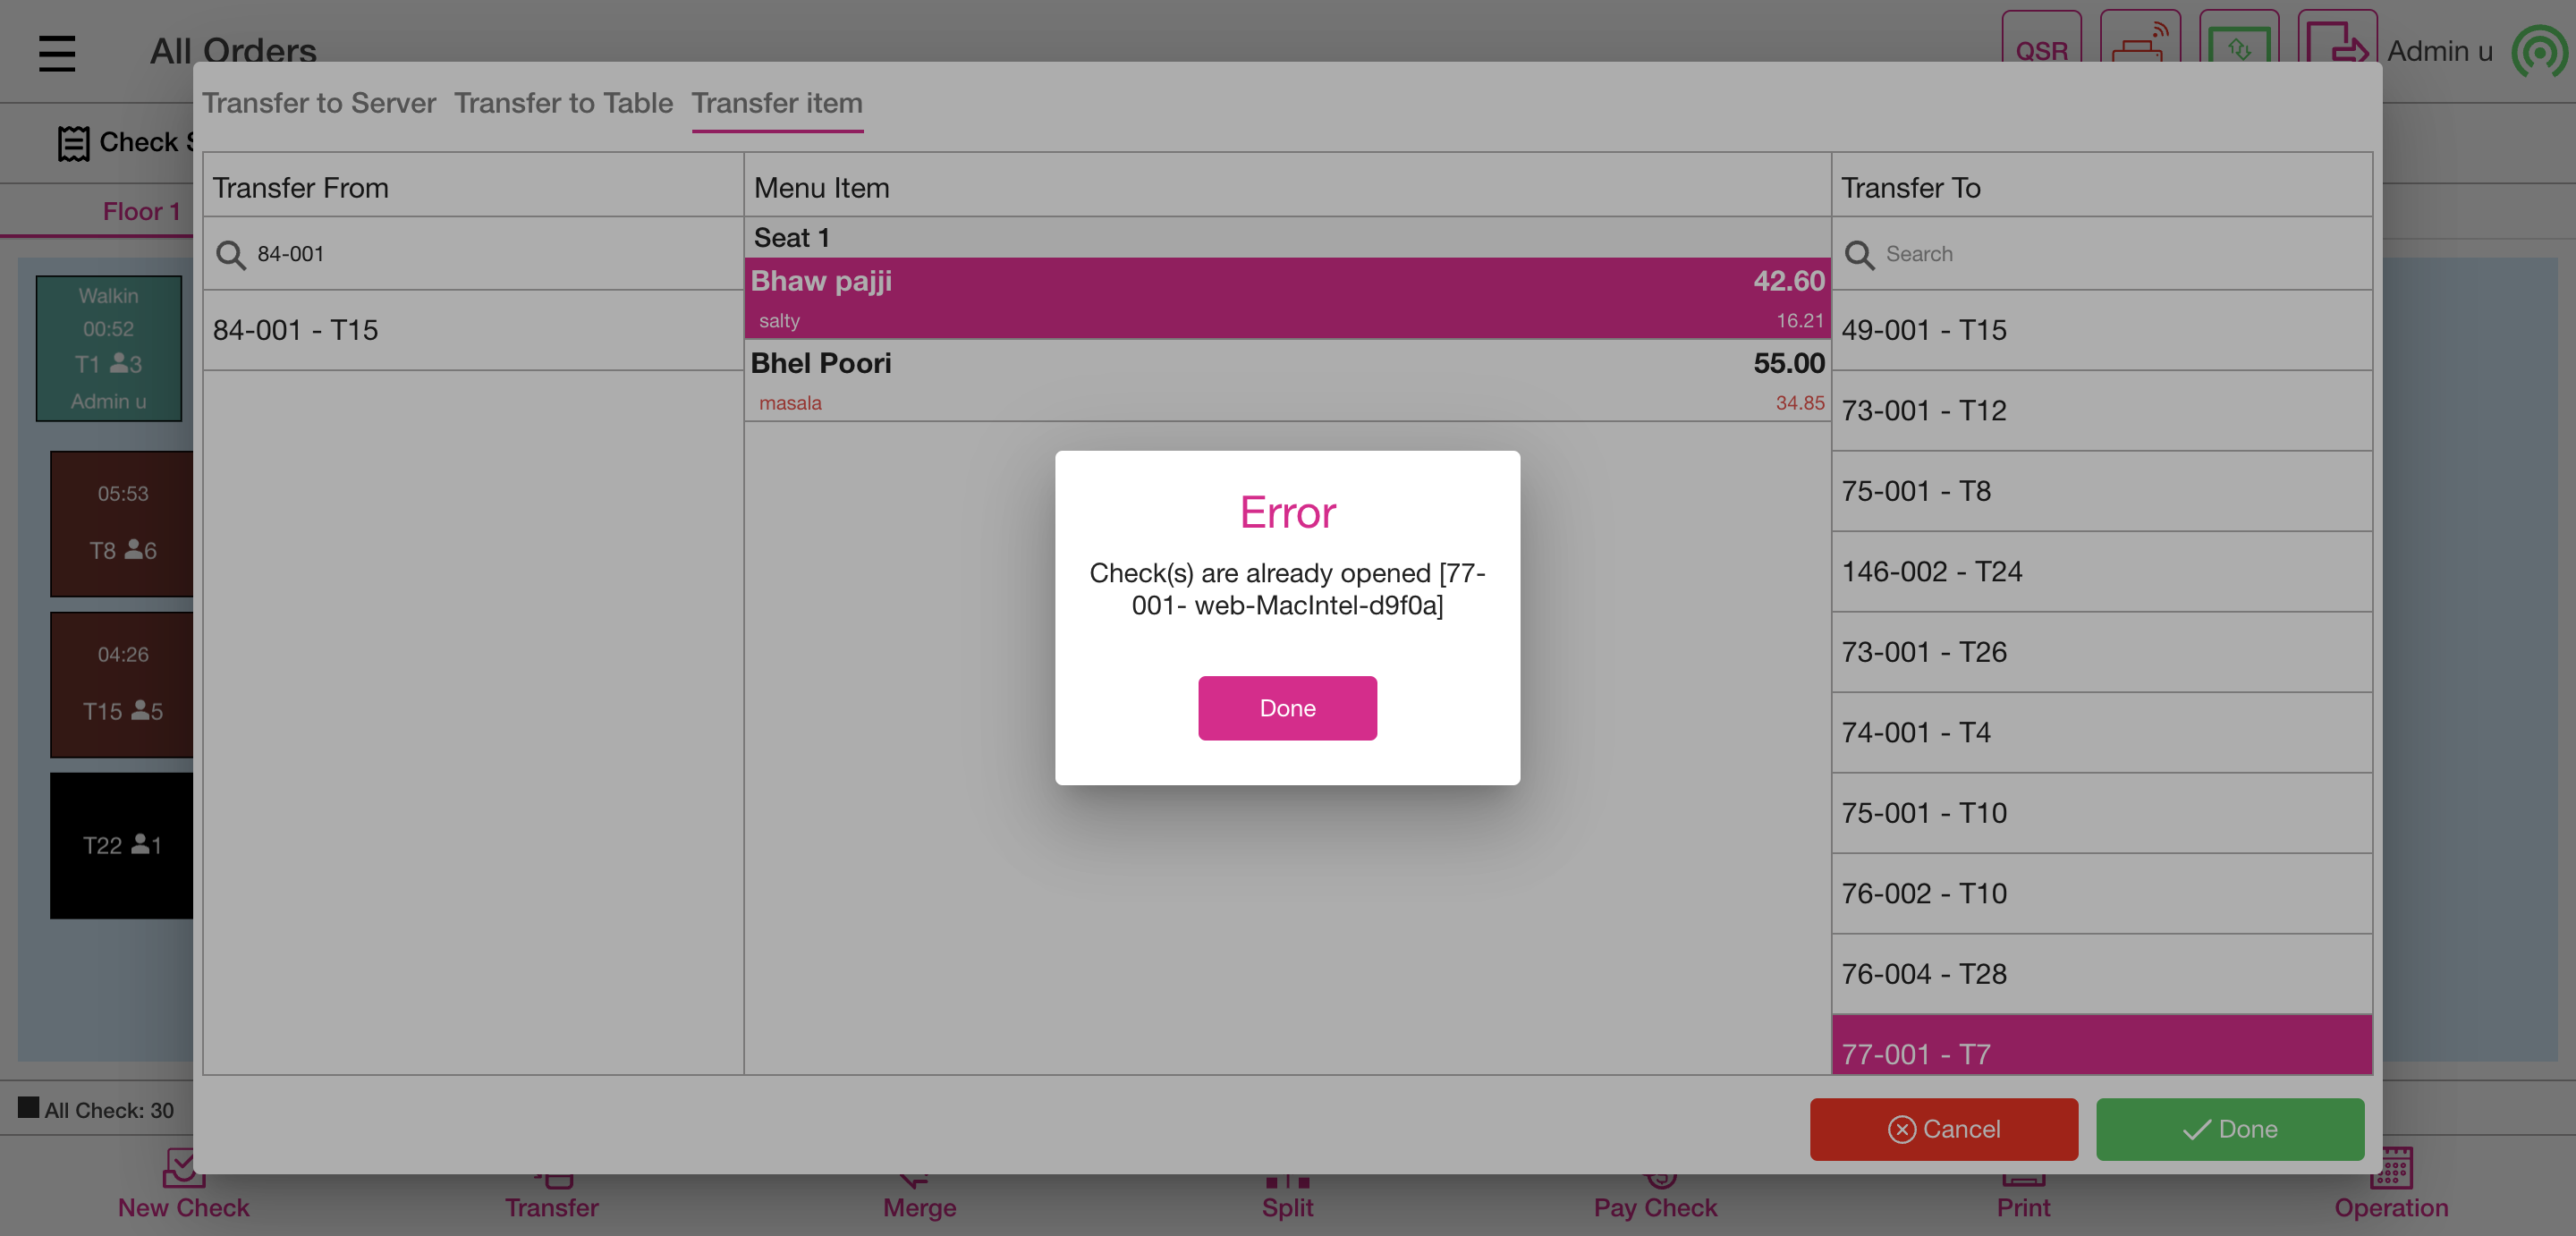 All Orders
QSR
Admin u
Transfer to Server Transfer to Table Transfer item
Check
Floor 1
Transfer From
84-001
84-001 - T15
Menu Item
Seat 1
Bhaw pajji 42.60
salty 16.21
Bhel Poori 55.00
masala 34.85
Transfer To
Search
49-001 - T15
73-001 - T12
75-001 - T8
146-002 - T24
73-001 - T26
74-001 - T4
75-001 - T10
76-002 - T10
76-004 - T28
77-001 - T7
Walkin
00:52
T1 3
Admin u
05:53
T8 6
04:26
T15 5
T22 1
Error
Check(s) are already opened [77-
001- web-MacIntel-d9f0a]
Done
All Check: 30
Cancel
Done
New Check
Transfer
Merge
Split
Pay Check
Print
Operation